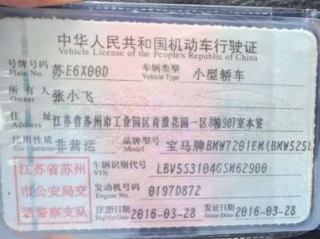 中华人民共和国机动车行驶证
Vehicle License of the People's Republic of China
号牌号码 苏E6X00D 车辆类型 小型轿车
Plate No. Vehicle Type
所有人 张小飞
Owner
住址 江苏省苏州市工业园区青澄花园一区8幢907室本室
Address
使用性质 非营运 品牌型号 宝马牌BMW7201EM(BMW525L
江苏省苏州市公安局交通警察支队
车辆识别代号 LBV5S3104GSM62900
VIN
发动机号码 0197D872
Engine No.
注册日期 2016-03-28 发证日期 2016-03-28
Register Date Issue Date